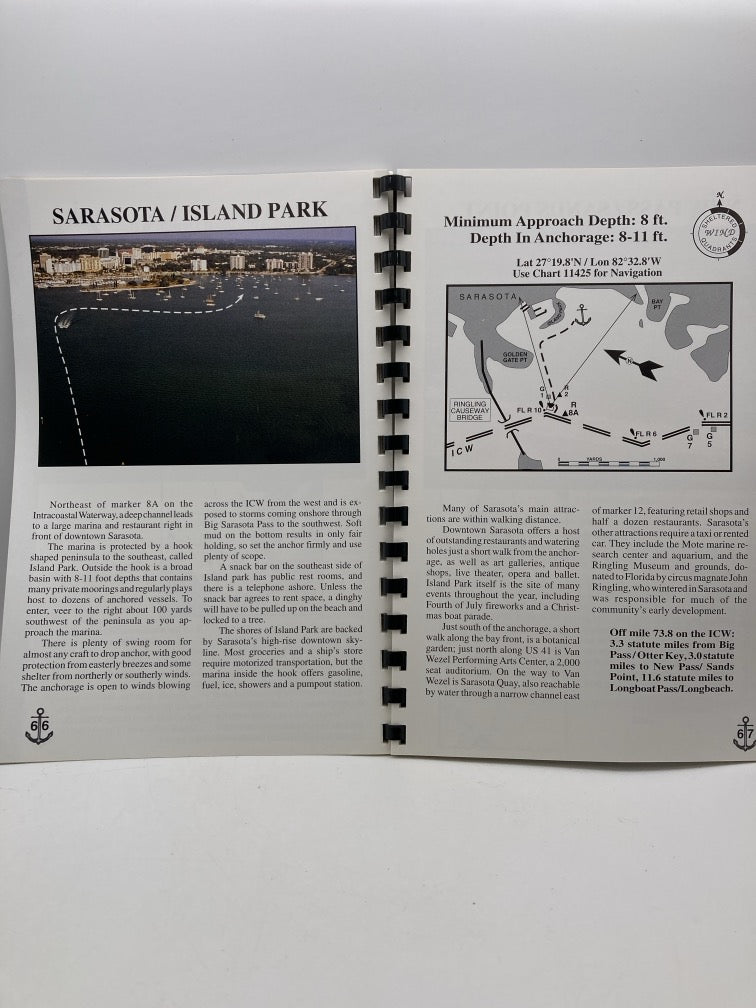 SARASOTA / ISLAND PARK
Northeast of marker 8A on the
Intracoastal Waterway, a deep channel leads
to a large marina and restaurant right in
front of downtown Sarasota.
The marina is protected by a hook
shaped peninsula to the southeast, called
Island Park. Outside the hook is a broad
basin with 8-11 foot depths that contains
many private moorings and regularly plays
host to dozens of anchored vessels. To
enter, veer to the right about 100 yards
southwest of the peninsula as you ap-
proach the marina.
There is plenty of swing room for
almost any craft to drop anchor, with good
protection from easterly breezes and some
shelter from northerly or southerly winds.
The anchorage is open to winds blowing
across the ICW from the west and is ex-
posed to storms coming onshore through
Big Sarasota Pass to the southwest. Soft
mud on the bottom results in only fair
holding, so set the anchor firmly and use
plenty of scope.
A snack bar on the southeast side of
Island park has public rest rooms, and
there is a telephone ashore. Unless the
snack bar agrees to rent space, a dinghy
will have to be pulled up on the beach and
locked to a tree.
The shores of Island Park are backed
by Sarasota's high-rise downtown sky-
line. Most groceries and a ship's store
require motorized transportation, but the
marina inside the hook offers gasoline,
fuel, ice, showers and a pumpout station.
66
Minimum Approach Depth: 8 ft.
Depth In Anchorage: 8-11 ft.
N
SHELTERED
WIND
QUADRANTS
Lat 27°19.8'N / Lon 82°32.8'W
Use Chart 11425 for Navigation
SARASOTA
BAY
PT
GOLDEN
GATE PT
N
RINGLING
CAUSEWAY
BRIDGE
G
1
R
2
FL R 10
R
8A
FL R 2
FL R 6
G
7
G
5
ICW
0
YARDS
1,000
Many of Sarasota's main attrac-
tions are within walking distance.
Downtown Sarasota offers a host
of outstanding restaurants and watering
holes just a short walk from the anchor-
age, as well as art galleries, antique
shops, live theater, opera and ballet.
Island Park itself is the site of many
events throughout the year, including
Fourth of July fireworks and a Christ-
mas boat parade.
Just south of the anchorage, a short
walk along the bay front, is a botanical
garden; just north along US 41 is Van
Wezel Performing Arts Center, a 2,000
seat auditorium. On the way to Van
Wezel is Sarasota Quay, also reachable
by water through a narrow channel east
of marker 12, featuring retail shops and
half a dozen restaurants. Sarasota's
other attractions require a taxi or rented
car. They include the Mote marine re-
search center and aquarium, and the
Ringling Museum and grounds, do-
nated to Florida by circus magnate John
Ringling, who wintered in Sarasota and
was responsible for much of the
community's early development.
Off mile 73.8 on the ICW:
3.3 statute miles from Big
Pass / Otter Key, 3.0 statute
miles to New Pass/ Sands
Point, 11.6 statute miles to
Longboat Pass/Longbeach.
67